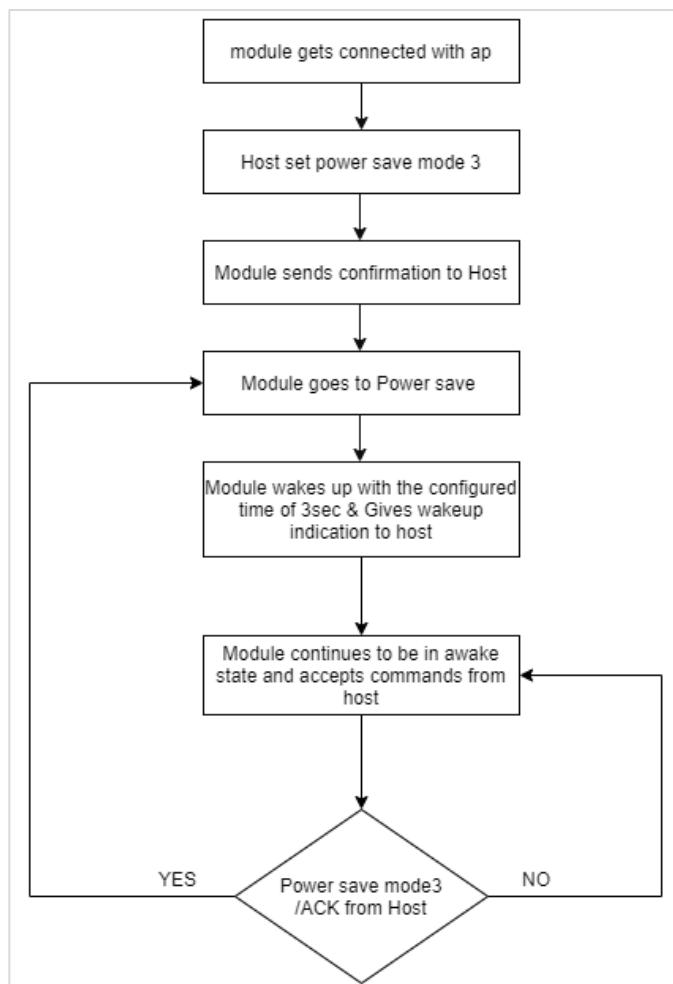 module gets connected with ap
Host set power save mode 3
Module sends confirmation to Host
Module goes to Power save
Module wakes up with the configured
time of 3sec & Gives wakeup
indication to host
Module continues to be in awake
state and accepts commands from
host
YES
Power save mode3
/ACK from Host
NO